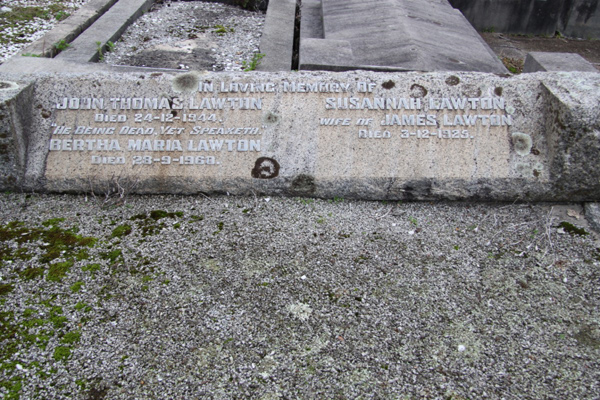 In Loving Memory Of
John Thomas Lawton
Died 24-12-1944.
"He Being Dead, Yet Speaketh."
Bertha Maria Lawton
Died 28-9-1968.
Susannah Lawton,
Wife of James Lawton
Died 3-12-1925.